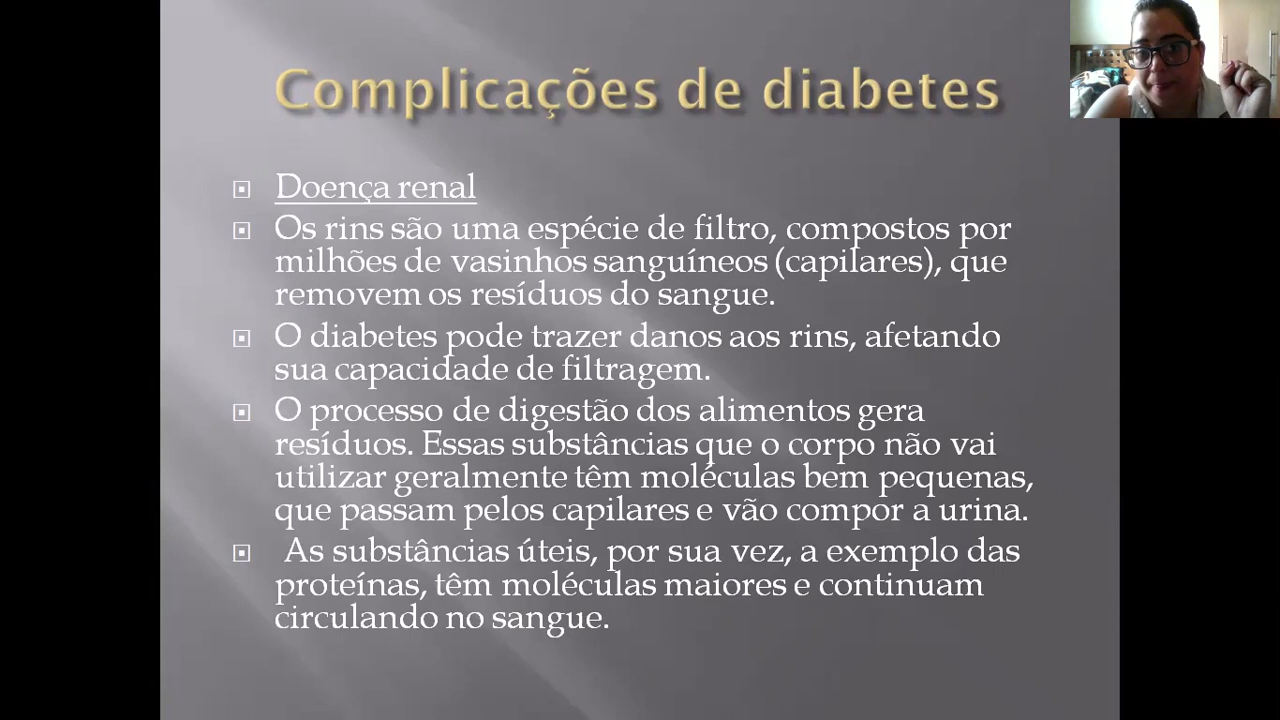 Complicações de diabetes
Doença renal
Os rins são uma espécie de filtro, compostos por
milhões de vasinhos sanguíneos (capilares), que
removem os resíduos do sangue.
O diabetes pode trazer danos aos rins, afetando
sua capacidade de filtragem.
O processo de digestão dos alimentos gera
resíduos. Essas substâncias que o corpo não vai
utilizar geralmente têm moléculas bem pequenas,
que passam pelos capilares e vão compor a urina.
As substâncias úteis, por sua vez, a exemplo das
proteínas, têm moléculas maiores e continuam
circulando no sangue.